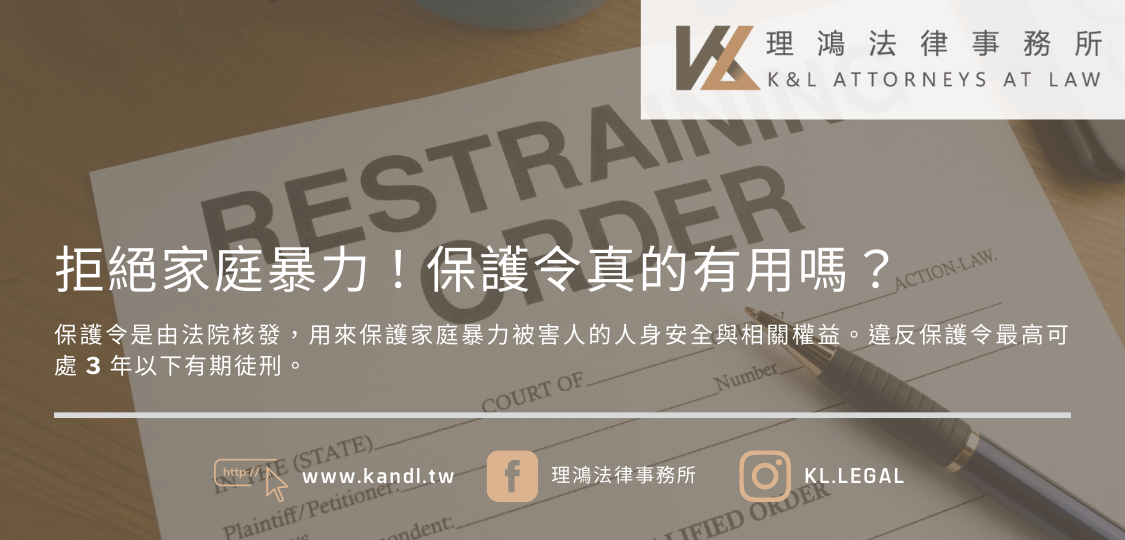 理鴻法律事務所
K&L ATTORNEYS AT LAW
RESTRAINING
ORDER
拒絕家庭暴力！保護令真的有用嗎？
ACTION-LAW.
保護令是由法院核發，用來保護家庭暴力被害人的人身安全與相關權益。違反保護令最高可
處 3 年以下有期徒刑。
COURT OF
Number
IN THE (STATE)
http://
www.kandl.tw
理鴻法律事務所
KL.LEGAL
Plaintiff/Petitioner:
ORDER